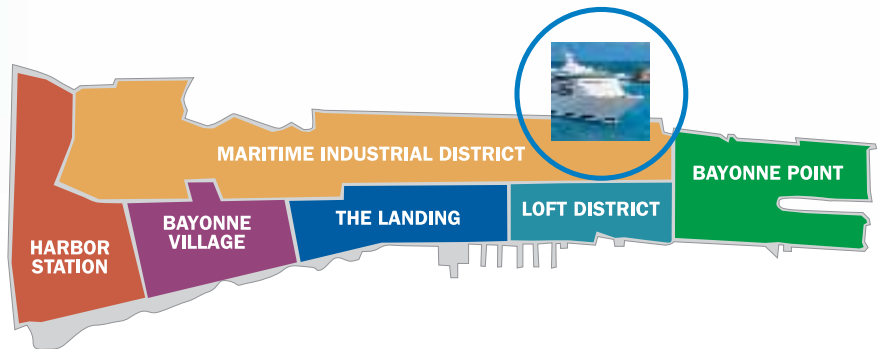 MARITIME INDUSTRIAL DISTRICT
BAYONNE POINT
HARBOR
STATION
BAYONNE
VILLAGE
THE LANDING
LOFT DISTRICT